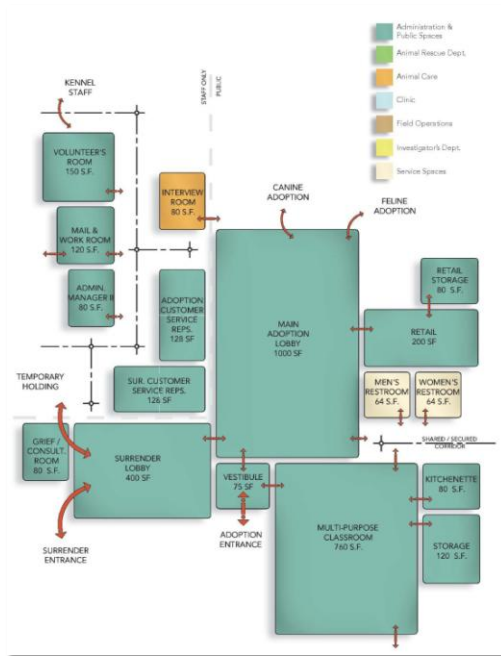 Administration &
Public Spaces
Animal Rescue Dept.
Animal Care
Clinic
Field Operations
Investigator's Dept.
Service Spaces
STAFF ONLY
PUBLIC
KENNEL
STAFF
VOLUNTEER'S
ROOM
150 S.F.
MAIL &
WORK ROOM
120 S.F.
ADMIN.
MANAGER II
80 S.F.
INTERVIEW
ROOM
80 S.F.
CANINE
ADOPTION
FELINE
ADOPTION
ADOPTION
CUSTOMER
SERVICE
REPS.
128 SF
MAIN
ADOPTION
LOBBY
1000 SF
RETAIL
STORAGE
80 S.F.
RETAIL
200 SF
MEN'S
RESTROOM
64 S.F.
WOMEN'S
RESTROOM
64 S.F.
TEMPORARY
HOLDING
SUR. CUSTOMER
SERVICE REPS.
126 SF
SHARED / SECURED
CORRIDOR
GRIEF /
CONSULT.
ROOM
80 S.F.
SURRENDER
LOBBY
400 SF
VESTIBULE
75 SF
KITCHENETTE
80 S.F.
MULTI-PURPOSE
CLASSROOM
760 S.F.
STORAGE
120 S.F.
SURRENDER
ENTRANCE
ADOPTION
ENTRANCE